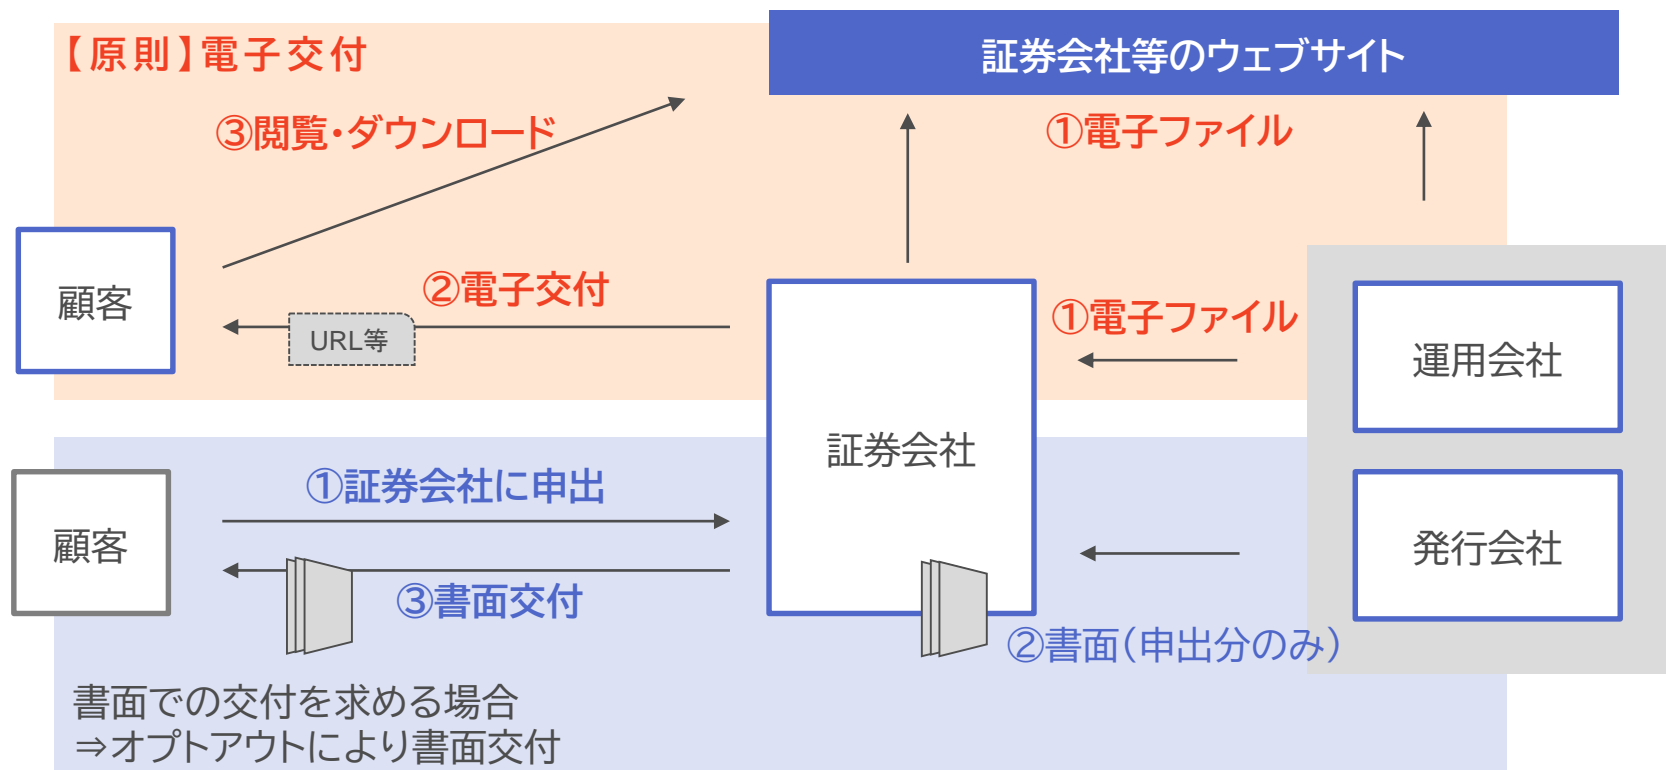 【原則】電子交付
証券会社等のウェブサイト
③閲覧・ダウンロード
①電子ファイル
顧客
②電子交付
URL等
①電子ファイル
運用会社
証券会社
①証券会社に申出
顧客
発行会社
③書面交付
②書面(申出分のみ)
書面での交付を求める場合
⇒オプトアウトにより書面交付